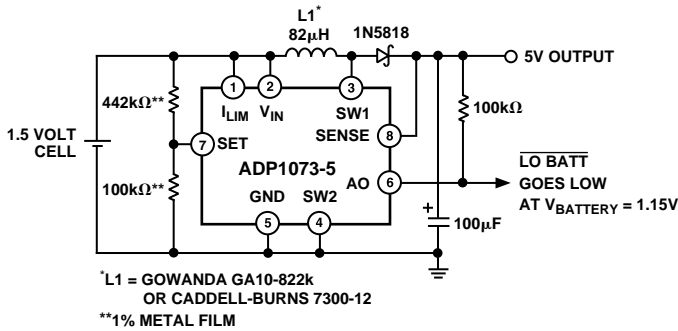 L1*
82μH
1N5818
5V OUTPUT
442kΩ**
1
2
3
ILIM
VIN
SW1
100kΩ
SENSE
8
1.5 VOLT
CELL
7
SET
ADP1073-5
LO BATT
GOES LOW
AT VBATTERY = 1.15V
AO
6
100kΩ**
GND
SW2
5
4
+
100μF
*L1 = GOWANDA GA10-822k
OR CADDELL-BURNS 7300-12
**1% METAL FILM